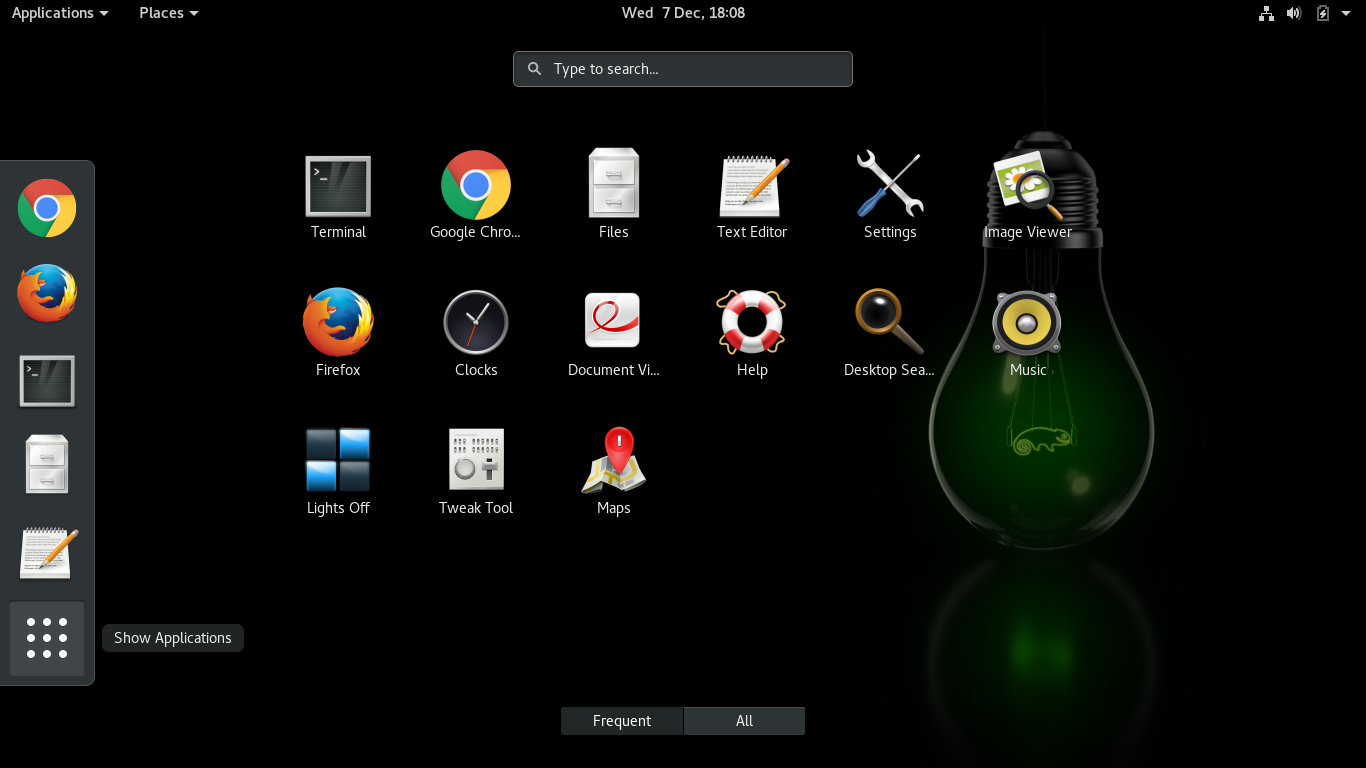 Applications Places Wed 7 Dec, 18:08
Type to search...
Terminal Google Chro... Files Text Editor Settings Image Viewer
Firefox Clocks Document Vi... Help Desktop Sea... Music
Lights Off Tweak Tool Maps
Show Applications
Frequent All